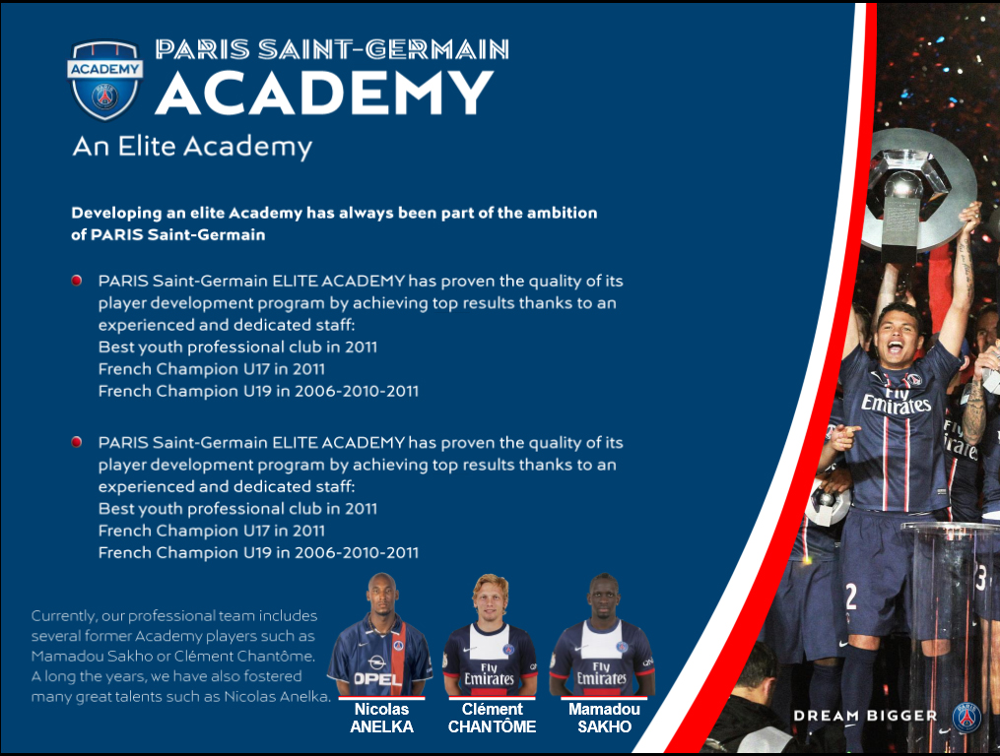 PARIS SAINT-GERMAIN
ACADEMY
ACADEMY
PARIS
An Elite Academy
Developing an elite Academy has always been part of the ambition
of PARIS Saint-Germain
PARIS Saint-Germain ELITE ACADEMY has proven the quality of its
player development program by achieving top results thanks to an
experienced and dedicated staff:
Best youth professional club in 2011
French Champion U17 in 2011
French Champion U19 in 2006-2010-2011
PARIS Saint-Germain ELITE ACADEMY has proven the quality of its
player development program by achieving top results thanks to an
experienced and dedicated staff:
Best youth professional club in 2011
French Champion U17 in 2011
French Champion U19 in 2006-2010-2011
Currently, our professional team includes
several former Academy players such as
Mamadou Sakho or Clément Chantôme.
A long the years, we have also fostered
many great talents such as Nicolas Anelka.
OPEL
Fly
Emirates
Fly
Emirates
Nicolas
ANELKA
Clément
CHANTÔME
Mamadou
SAKHO
Fly
Emirates
2
DREAM BIGGER
PARIS